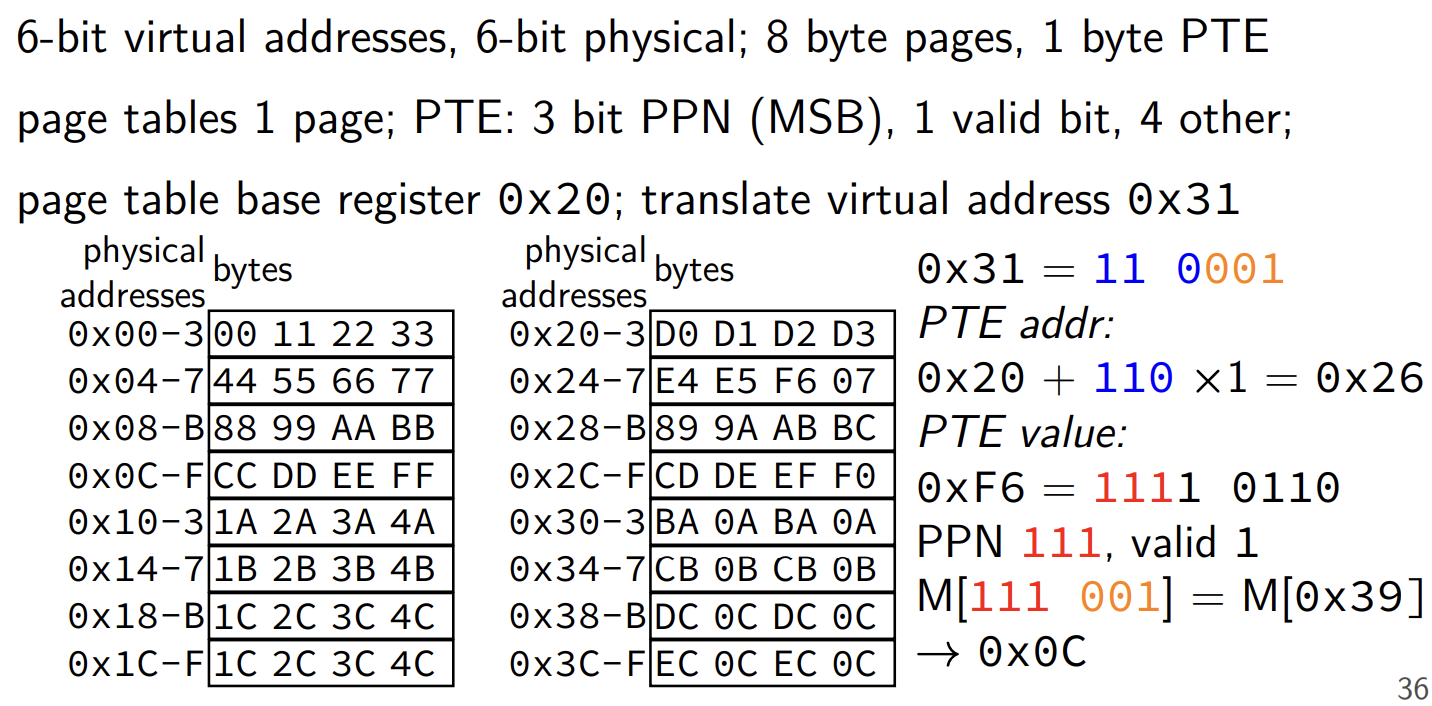 6-bit virtual addresses, 6-bit physical; 8 byte pages, 1 byte PTE
page tables 1 page; PTE: 3 bit PPN (MSB), 1 valid bit, 4 other;
page table base register 0x20; translate virtual address 0x31
physical addresses bytes
0x00-3 00 11 22 33
0x04-7 44 55 66 77
0x08-B 88 99 AA BB
0x0C-F CC DD EE FF
0x10-3 1A 2A 3A 4A
0x14-7 1B 2B 3B 4B
0x18-B 1C 2C 3C 4C
0x1C-F 1C 2C 3C 4C
physical addresses bytes
0x20-3 D0 D1 D2 D3
0x24-7 E4 E5 F6 07
0x28-B 89 9A AB BC
0x2C-F CD DE EF F0
0x30-3 BA 0A BA 0A
0x34-7 CB 0B CB 0B
0x38-B DC 0C DC 0C
0x3C-F EC 0C EC 0C
0x31 = 11 0001
PTE addr:
0x20 + 110 ×1 = 0x26
PTE value:
0xF6 = 1111 0110
PPN 111, valid 1
M[111 001] = M[0x39]
→ 0x0C
36